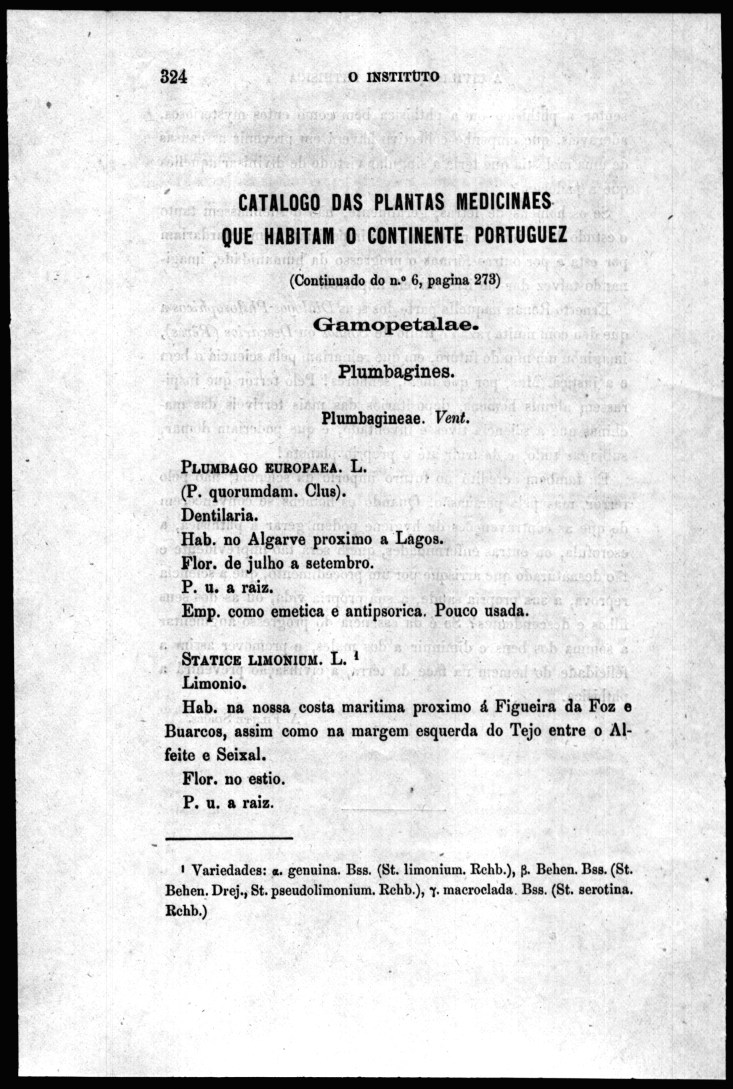 324 O INSTITUTO
CATALOGO DAS PLANTAS MEDICINAES
QUE HABITAM O CONTINENTE PORTUGUEZ
(Continuado do n.º 6, pagina 273)
Gamopetalae.
Plumbagines.
Plumbagineae. Vent.
PLUMBAGO EUROPAEA. L.
(P. quorumdam. Clus).
Dentilaria.
Hab. no Algarve proximo a Lagos.
Flor. de julho a setembro.
P. u. a raiz.
Emp. como emetica e antipsorica. Pouco usada.
STATICE LIMONIUM. L. ¹
Limonio.
Hab. na nossa costa maritima proximo á Figueira da Foz e
Buarcos, assim como na margem esquerda do Tejo entre o Al-
feite e Seixal.
Flor. no estio.
P. u. a raiz.
¹ Variedades: α. genuina. Bss. (St. limonium. Rchb.), β. Behen. Bss. (St.
Behen. Drej., St. pseudolimonium. Rchb.), γ. macroclada. Bss. (St. serotina.
Rchb.)